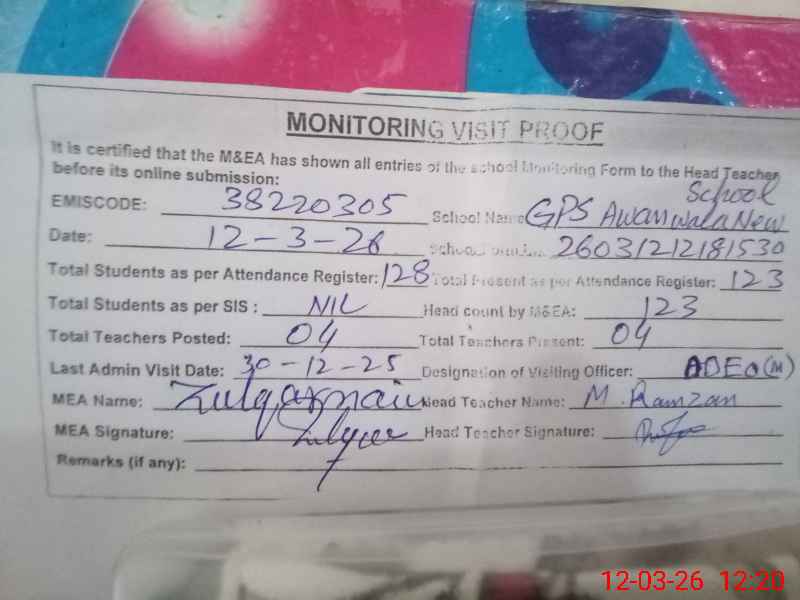 MONITORING VISIT PROOF
It is certified that the M&EA has shown all entries of the school Monitoring Form to the Head Teacher
before its online submission:
EMISCODE: 38220305 School Name: GPS Awanwala New School
Date: 12-3-26 School 26031212181530
Total Students as per Attendance Register: 128 Total Present as per Attendance Register: 123
Total Students as per SIS : NIL Head count by M&EA: 123
Total Teachers Posted: 04 Total Teachers Present: 04
Last Admin Visit Date: 30-12-25 Designation of Visiting Officer: ADEO(M)
MEA Name: Zulqarnain Head Teacher Name: M. Ramzan
MEA Signature: Head Teacher Signature:
Remarks (if any):
12-03-26 12:20